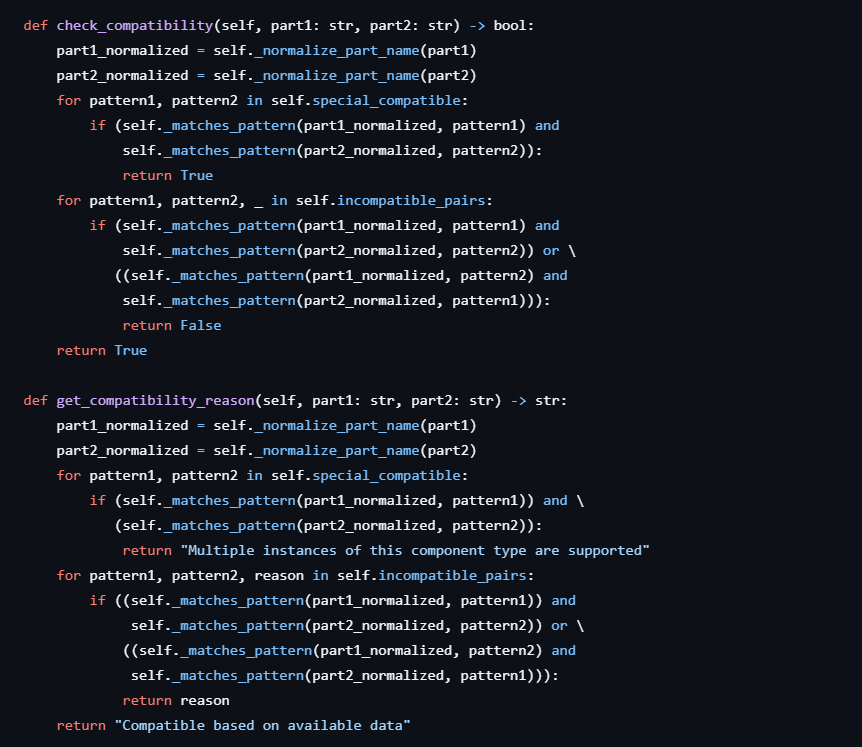 def check_compatibility(self, part1: str, part2: str) -> bool:
    part1_normalized = self._normalize_part_name(part1)
    part2_normalized = self._normalize_part_name(part2)
    for pattern1, pattern2 in self.special_compatible:
        if (self._matches_pattern(part1_normalized, pattern1) and
            self._matches_pattern(part2_normalized, pattern2)):
            return True
    for pattern1, pattern2, _ in self.incompatible_pairs:
        if (self._matches_pattern(part1_normalized, pattern1) and
            self._matches_pattern(part2_normalized, pattern2)) or \
           ((self._matches_pattern(part1_normalized, pattern2) and
            self._matches_pattern(part2_normalized, pattern1))):
            return False
    return True

def get_compatibility_reason(self, part1: str, part2: str) -> str:
    part1_normalized = self._normalize_part_name(part1)
    part2_normalized = self._normalize_part_name(part2)
    for pattern1, pattern2 in self.special_compatible:
        if (self._matches_pattern(part1_normalized, pattern1)) and \
           (self._matches_pattern(part2_normalized, pattern2)):
            return "Multiple instances of this component type are supported"
    for pattern1, pattern2, reason in self.incompatible_pairs:
        if ((self._matches_pattern(part1_normalized, pattern1)) and
             self._matches_pattern(part2_normalized, pattern2)) or \
            ((self._matches_pattern(part1_normalized, pattern2) and
             self._matches_pattern(part2_normalized, pattern1))):
            return reason
    return "Compatible based on available data"